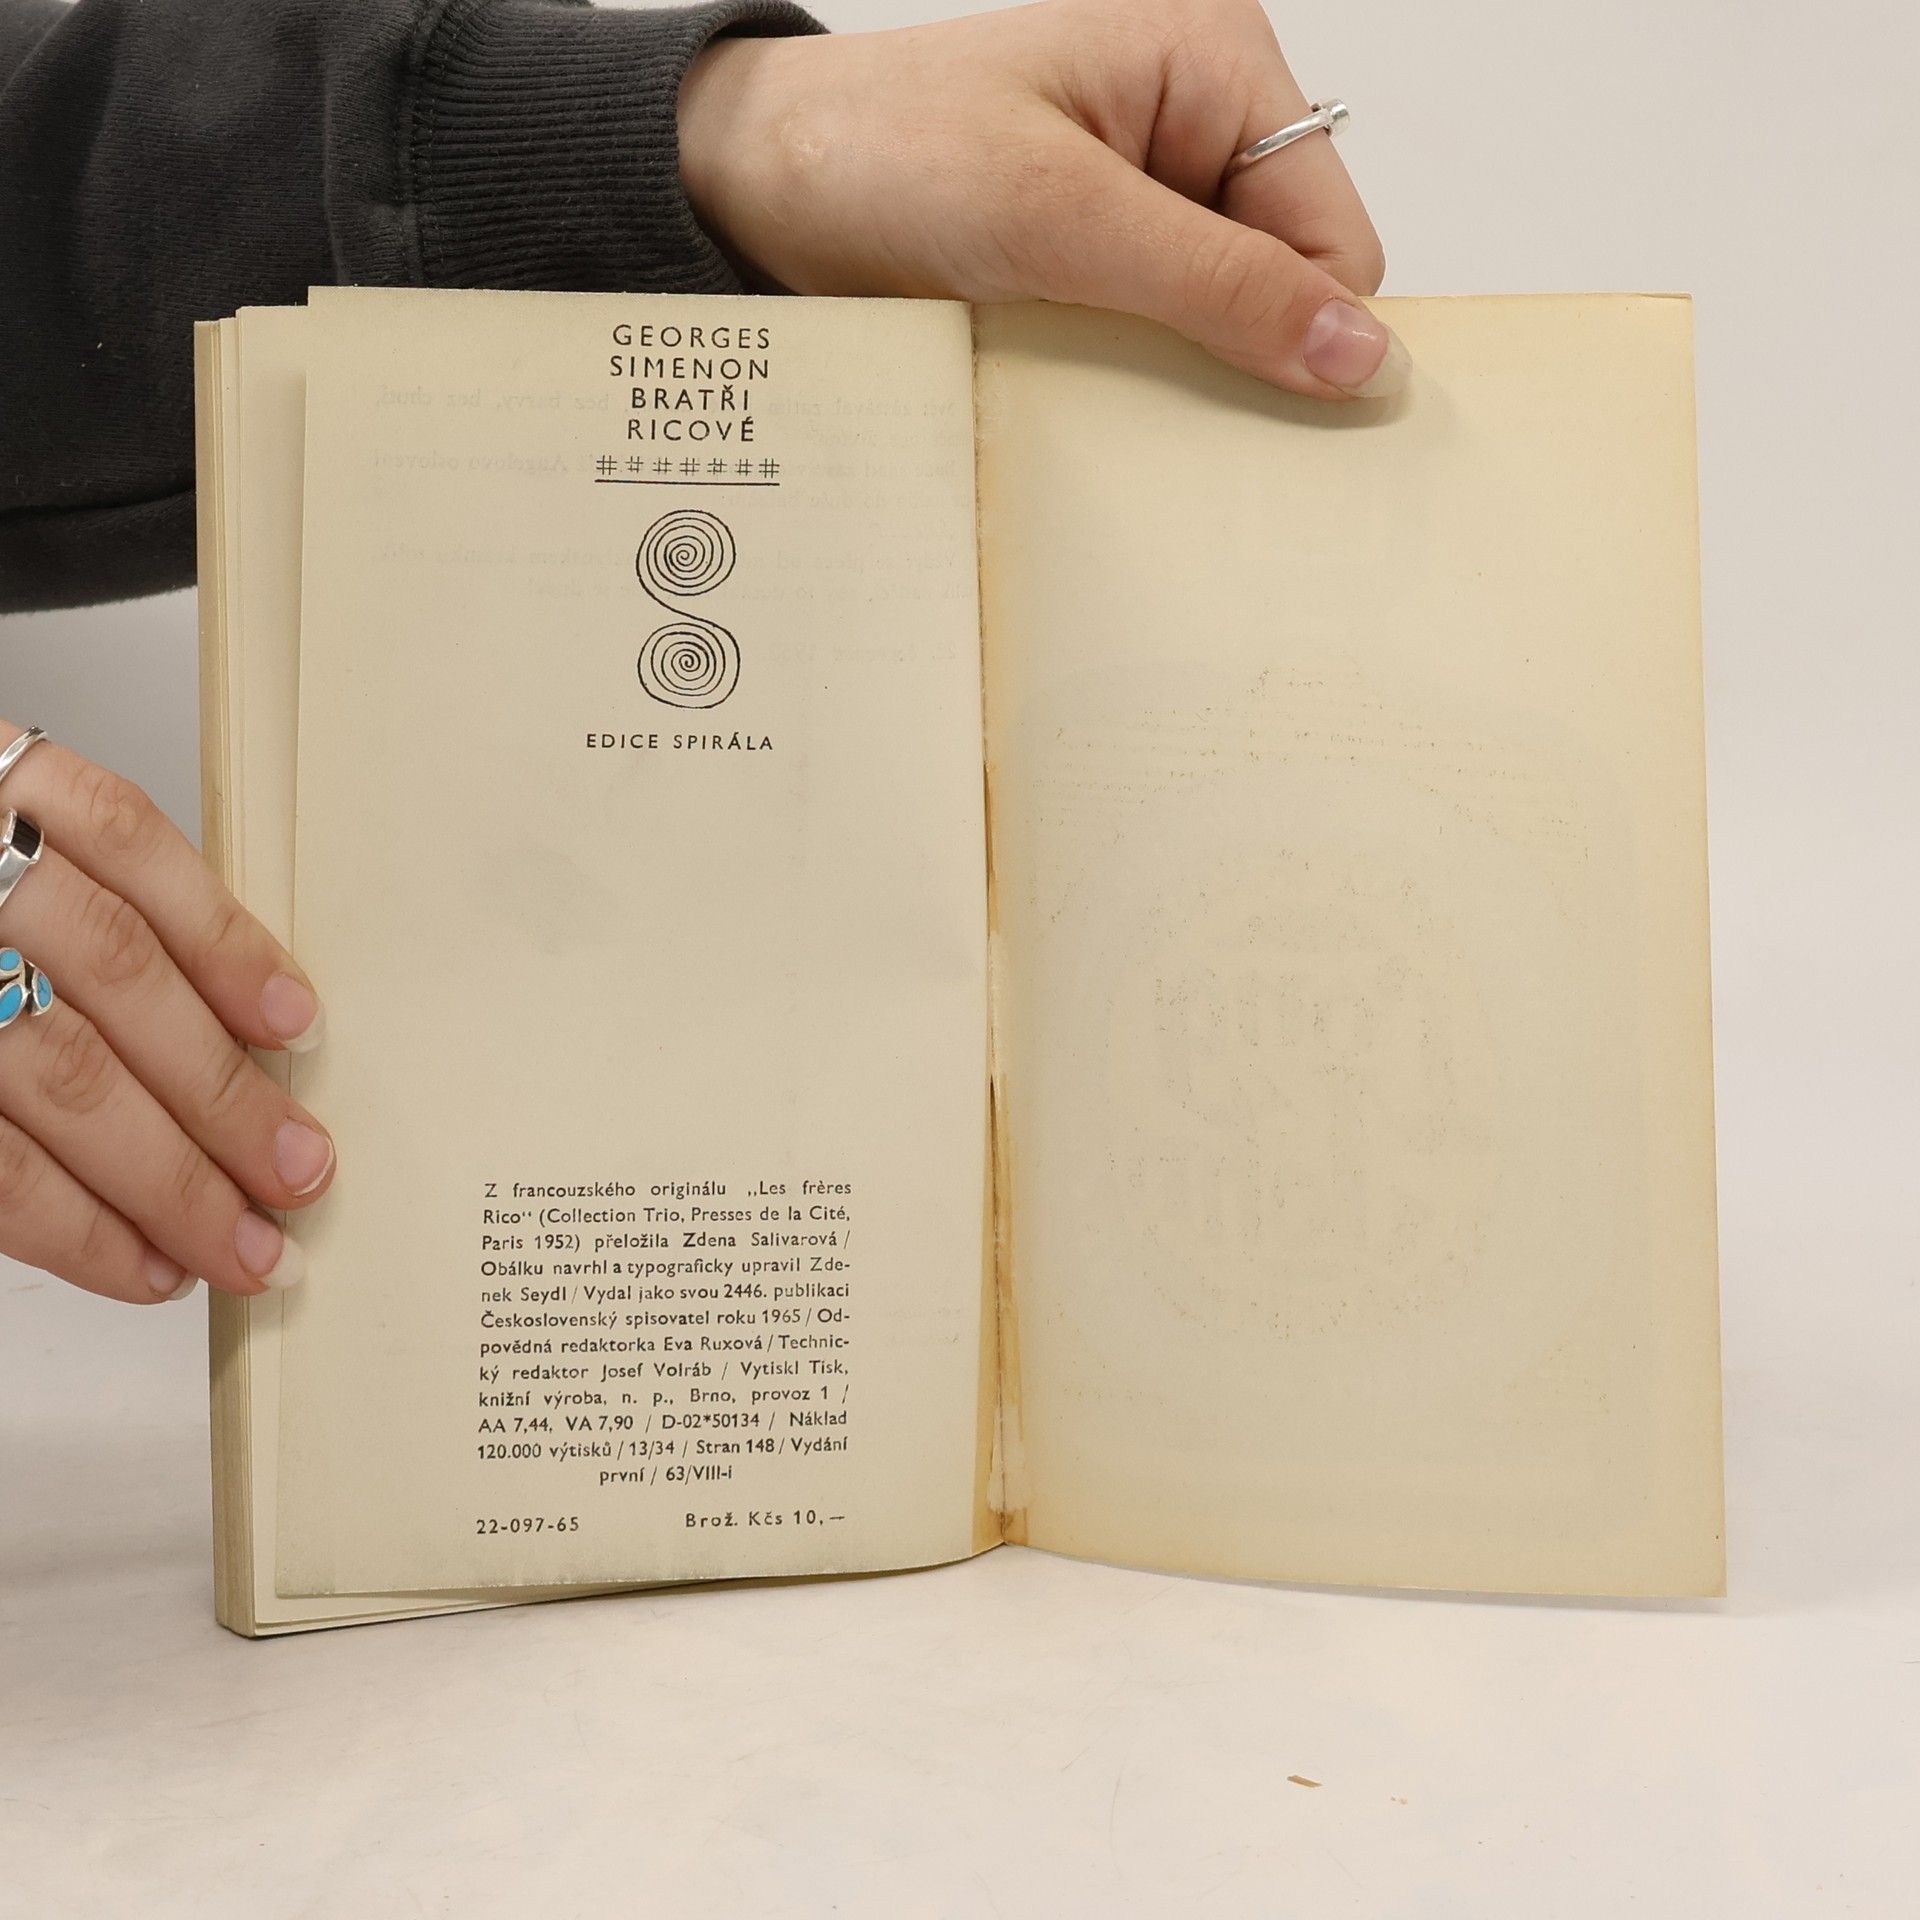 GEORGES
SIMENON
BRATŘI
RICOVÉ
#######
EDICE SPIRÁLA
Z francouzského originálu „Les frères
Rico“ (Collection Trio, Presses de la Cité,
Paris 1952) přeložila Zdena Salivarová /
Obálku navrhl a typograficky upravil Zde-
nek Seydl / Vydal jako svou 2446. publikaci
Československý spisovatel roku 1965 / Od-
povědná redaktorka Eva Ruxová / Technic-
ký redaktor Josef Volráb / Vytiskl Tisk,
knižní výroba, n. p., Brno, provoz 1 /
AA 7,44, VA 7,90 / D-02*50134 / Náklad
120.000 výtisků / 13/34 / Stran 148 / Vydání
první / 63/VIII-i
22-097-65 Brož. Kčs 10,—